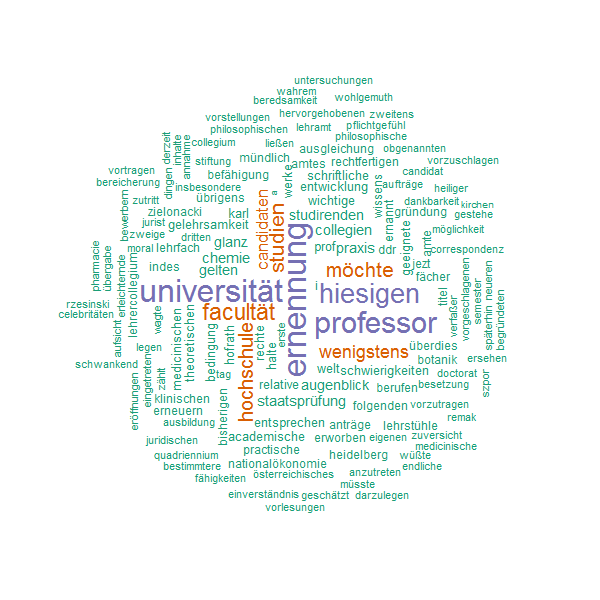 untersuchungen
wahrem
beredsamkeit
wohlgemuth
hervorgehobenen
zweitens
vorstellungen
pflichtgefühl
lehramt
philosophischen
philosophische
collegium
ließen
ausgleichung
obgenannten
derzeit
inhalte
annahme
stiftung
mündlich
amtes
rechtfertigen
vorzuschlagen
vortragen
dingen
befähigung
werke
schriftliche
candidat
bereicherung
insbesondere
a
entwicklung
wissens
aufträge
heiliger
zutritt
übrigens
candidaten
studien
wichtige
dankbarkeit
kirchen
bewerbern
zielonacki
karl
studirenden
ernannt
gründung
gestehe
jurist
gelehrsamkeit
collegien
geeignete
amte
möglichkeit
zweige
dritten
glanz
ernennung
prof
praxis
ddr
correspondenz
moral
lehrfach
chemie
jezt
pharmacie
übergabe
erleichternde
lehrercollegium
indes
gelten
möchte
fächer
vorgeschlagenen
neueren
universität
i
hiesigen
titel
semester
rzesinski
celebritäten
facultät
professor
verfaßer
späterhin
begründeten
aufsicht
wagte
medicinischen
theoretischen
bedingung
hofrath
hochschule
rechte
erste
halte
wenigstens
überdies
legen
botanik
ersehen
schwankend
eingetreten
zählt
tag
welt
schwierigkeiten
doctorat
szpor
relative
augenblick
berufen
besetzung
eröffnungen
klinischen
staatsprüfung
folgenden
vorzutragen
erneuern
bisherigen
ausbildung
entsprechen
anträge
lehrstühle
remak
juridischen
academische
erworben
eigenen
zuversicht
medicinische
quadriennium
practische
heidelberg
wüßte
bestimmtere
nationalökonomie
endliche
fähigkeiten
österreichisches
anzutreten
müsste
einverständnis
geschätzt
darzulegen
vorlesungen